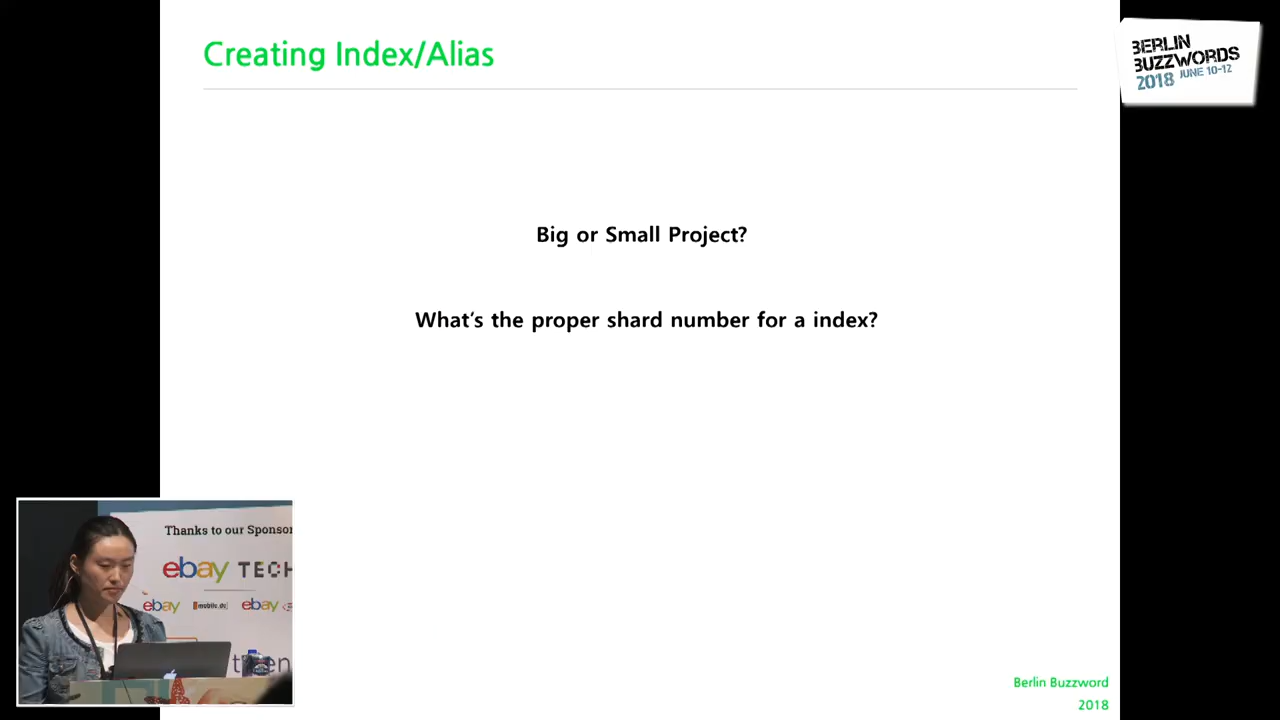 Creating Index/Alias
BERLIN
BUZZWORDS
2018 JUNE 10-12
Big or Small Project?
What's the proper shard number for a index?
Thanks to our Sponsor
ebay TECH
ebay mobile.de ebay
Berlin Buzzword
2018